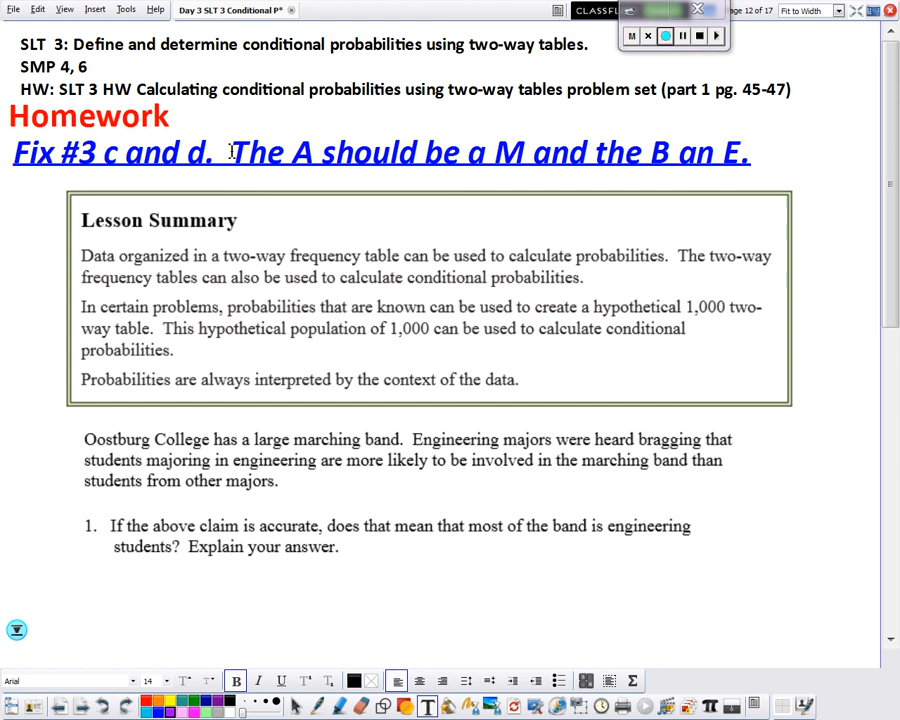 File Edit View Insert Tools Help
Day 3 SLT 3 Conditional P*
CLASSFL
12 of 17
Fit to Width
M
SLT 3: Define and determine conditional probabilities using two-way tables.
SMP 4, 6
HW: SLT 3 HW Calculating conditional probabilities using two-way tables problem set (part 1 pg. 45-47)
Homework
Fix #3 c and d. The A should be a M and the B an E.
Lesson Summary
Data organized in a two-way frequency table can be used to calculate probabilities. The two-way
frequency tables can also be used to calculate conditional probabilities.
In certain problems, probabilities that are known can be used to create a hypothetical 1,000 two-
way table. This hypothetical population of 1,000 can be used to calculate conditional
probabilities.
Probabilities are always interpreted by the context of the data.
Oostburg College has a large marching band. Engineering majors were heard bragging that
students majoring in engineering are more likely to be involved in the marching band than
students from other majors.
1. If the above claim is accurate, does that mean that most of the band is engineering
students? Explain your answer.
Arial 14 T T B I U T T Σ
T π